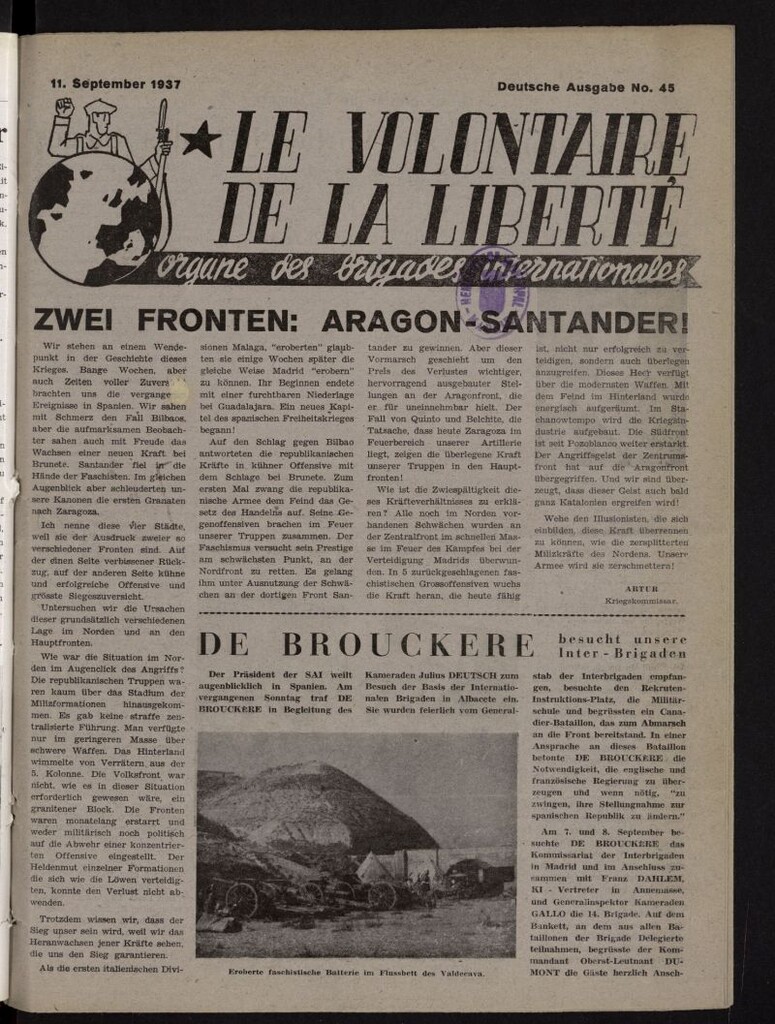 11. September 1937
Deutsche Ausgabe No. 45
LE VOLONTAIRE
DE LA LIBERTÉ
organe des brigades internationales
ZWEI FRONTEN: ARAGON-SANTANDER!
Wir stehen an einem Wende-
punkt in der Geschichte dieses
Krieges. Bange Wochen, aber
auch Zeiten voller Zuvers
brachten uns die vergange
Ereignisse in Spanien. Wir sahen
mit Schmerz den Fall Bilbaos,
aber die aufmarksamen Beobach-
ter sahen auch mit Freude das
Wachsen einer neuen Kraft bei
Brunete. Santander fiel in die
Hände der Faschisten. Im gleichen
Augenblick aber schleuderten un-
sere Kanonen die ersten Granaten
nach Zaragoza.
Ich nenne diese vier Städte,
weil sie der Ausdruck zweier so
verschiedener Fronten sind. Auf
der einen Seite verbissener Rück-
zug, auf der anderen Seite kühne
und erfolgreiche Offensive und
grösste Siegeszuversicht.
Untersuchen wir die Ursachen
dieser grundsätzlich verschiedenen
Lage im Norden und an den
Hauptfronten.
Wie war die Situation im Nor-
den im Augenclick des Angriffs?
Die republikanischen Truppen wa-
ren kaum über das Stadium der
Milizformationen hinausgekom-
men. Es gab keine straffe zen-
tralisierte Führung. Man verfügte
nur im geringeren Masse über
schwere Waffen. Das Hinterland
wimmelte von Verrätern aus der
5. Kolonne. Die Volksfront war
nicht, wie es in dieser Situation
erforderlich gewesen wäre, ein
granitener Block. Die Fronten
waren monatelang erstarrt und
weder militärisch noch politisch
auf die Abwehr einer konzentrier-
ten Offensive eingestellt. Der
Heldenmut einzelner Formationen
die sich wie die Löwen verteidig-
ten, konnte den Verlust nicht ab-
wenden.
Trotzdem wissen wir, dass der
Sieg unser sein wird, weil wir das
Heranwachsen jener Kräfte sehen,
die uns den Sieg garantieren.
Als die ersten italienischen Divi-
sionen Malaga, "eroberten" glaub-
ten sie einige Wochen später die
gleiche Weise Madrid "erobern"
zu können. Ihr Beginnen endete
mit einer furchtbaren Niederlage
bei Guadalajara. Ein neues Kapi-
tel des spanischen Freiheitskrieges
begann!
Auf den Schlag gegen Bilbao
antworteten die republikanischen
Kräfte in kühner Offensive mit
dem Schlage bei Brunete. Zum
ersten Mal zwang die republika-
nische Armee dem Feind das Ge-
setz des Handelns auf. Seine Ge-
genoffensiven brachen im Feuer
unserer Truppen zusammen. Der
Faschismus versucht sein Prestige
am schwächsten Punkt, an der
Nordfront zu retten. Es gelang
ihm unter Ausnutzung der Schwä-
chen an der dortigen Front San-
tander zu gewinnen. Aber dieser
Vormarsch geschieht um den
Preis des Verlustes wichtiger,
hervorragend ausgebauter Stel-
lungen an der Aragonfront, die
er für uneinnehmbar hielt. Der
Fall von Quinto und Belchite, die
Tatsache, dass heute Zaragoza im
Feuerbereich unserer Artillerie
liegt, zeigen die überlegene Kraft
unserer Truppen in den Haupt-
fronten!
Wie ist die Zwiespältigkeit die-
ses Kräfteverhältnisses zu erklä-
ren? Alle noch im Norden vor-
handenen Schwächen wurden an
der Zentralfront im schnellen Mas-
se im Feuer des Kampfes bei der
Verteidigung Madrids überwun-
den. In 5 zurückgeschlagenen fas-
chistischen Grossoffensiven wuchs
die Kraft heran, die heute fähig
ist, nicht nur erfolgreich zu ver-
teidigen, sondern auch überlegen
anzugreifen. Dieses Heer verfügt
über die modernsten Waffen. Mit
dem Feind im Hinterland wurde
energisch aufgeräumt. Im Sta-
chanowtempo wird die Kriegsin-
dustrie aufgebaut. Die Südfront
ist seit Pozoblanco weiter erstarkt.
Der Angriffsgeist der Zentrums-
front hat auf die Aragonfront
übergegriffen. Und wir sind über-
zeugt, dass dieser Geist auch bald
ganz Katalonien ergreifen wird!
Wehe den Illusionisten, die sich
einbilden, diese Kraft überrennen
zu können, wie die zersplitterten
Milizkräfte des Nordens. Unsere
Armee wird sie zerschmettern!
ARTUR
Kriegskommissar.
DE BROUCKERE
besucht unsere
Inter-Brigaden
Der Präsident der SAI weilt
augenblicklich in Spanien. Am
vergangenen Sonntag traf DE
BROUCKERE in Begleitung des
Kameraden Julius DEUTSCH zum
Besuch der Basis der Internatio-
nalen Brigaden in Albacete ein.
Sie wurden feierlich vom General-
stab der Interbrigaden empfan-
gen, besuchten den Rekruten-
Instruktions-Platz, die Militär-
schule und begrüssten ein Cana-
dier-Bataillon, das zum Abmarsch
an die Front bereitstand. In einer
Ansprache an dieses Bataillon
betonte DE BROUCKERE die
Notwendigkeit, die englische und
französische Regierung zu über-
zeugen und wenn nötig, "zu
zwingen, ihre Stellungnahme zur
spanischen Republik zu ändern."
Am 7. und 8. September be-
suchte DE BROUCKERE das
Kommissariat der Interbrigaden
in Madrid und im Anschluss zu-
sammen mit Franz DAHLEM,
KI - Vertreter in Annemasse,
und Generalinspektor Kameraden
GALLO die 14. Brigade. Auf dem
Bankett, an dem aus allen Ba-
taillonen der Brigade Delegierte
teilnahmen, begrüsste der Kom-
mandant Oberst-Leutnant DU-
MONT die Gäste herzlich Ansch-
Eroberte faschistische Batterie im Flussbett des Valdecava.